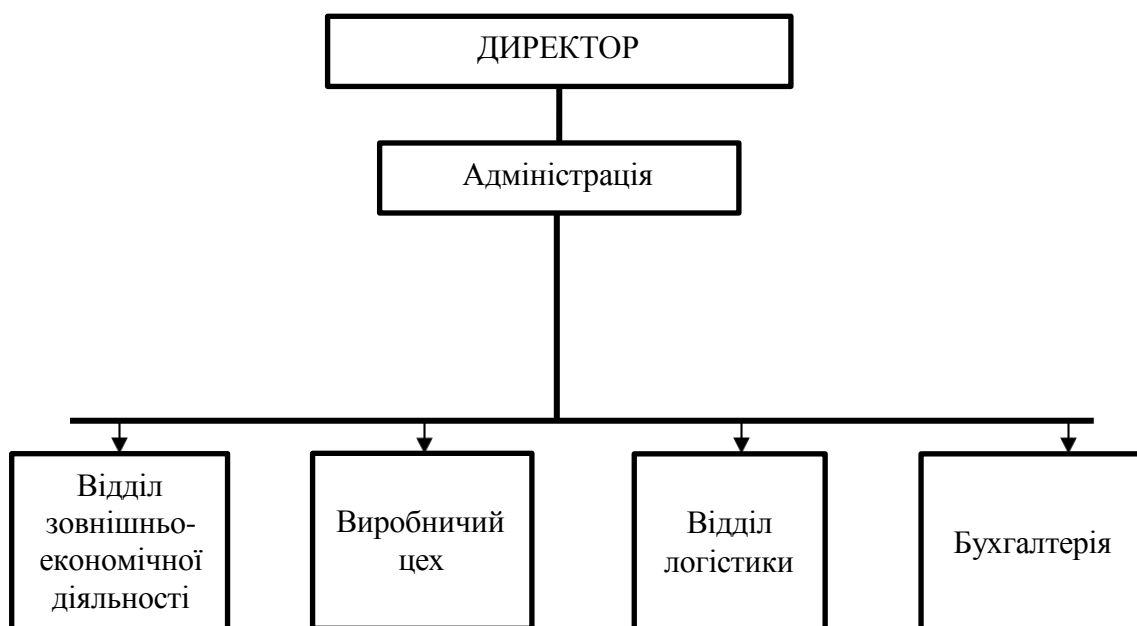 ДИРЕКТОР
Адміністрація
Відділ
зовнішньо-
економічної
діяльності
Виробничий
цех
Відділ
логістики
Бухгалтерія